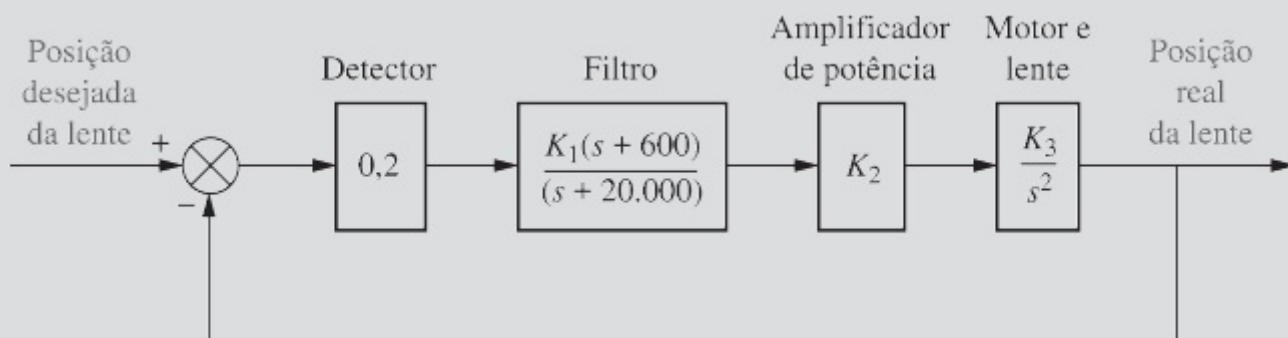 Posição
desejada
da lente
+
−
Detector
0,2
Filtro
K₁(s + 600)
(s + 20.000)
Amplificador
de potência
K₂
Motor e
lente
K₃
s²
Posição
real
da lente